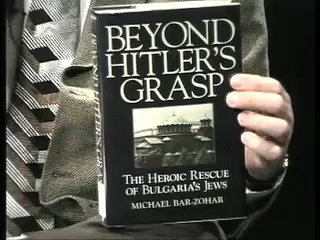 BEYOND
HITLER'S
GRASP
THE HEROIC RESCUE
OF BULGARIA'S JEWS
MICHAEL BAR-ZOHAR